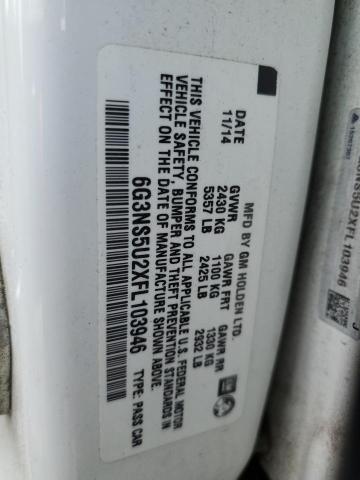 MFD BY GM HOLDEN LTD.
DATE GVWR GAWR FRT GAWR RR
11/14 2430 KG 1100 KG 1330 KG
5357 LB 2425 LB 2932 LB
THIS VEHICLE CONFORMS TO ALL APPLICABLE U.S. FEDERAL MOTOR
VEHICLE SAFETY, BUMPER AND THEFT PREVENTION STANDARDS IN
EFFECT ON THE DATE OF MANUFACTURE SHOWN ABOVE.
6G3NS5U2XFL103946 TYPE: PASS CAR
GM